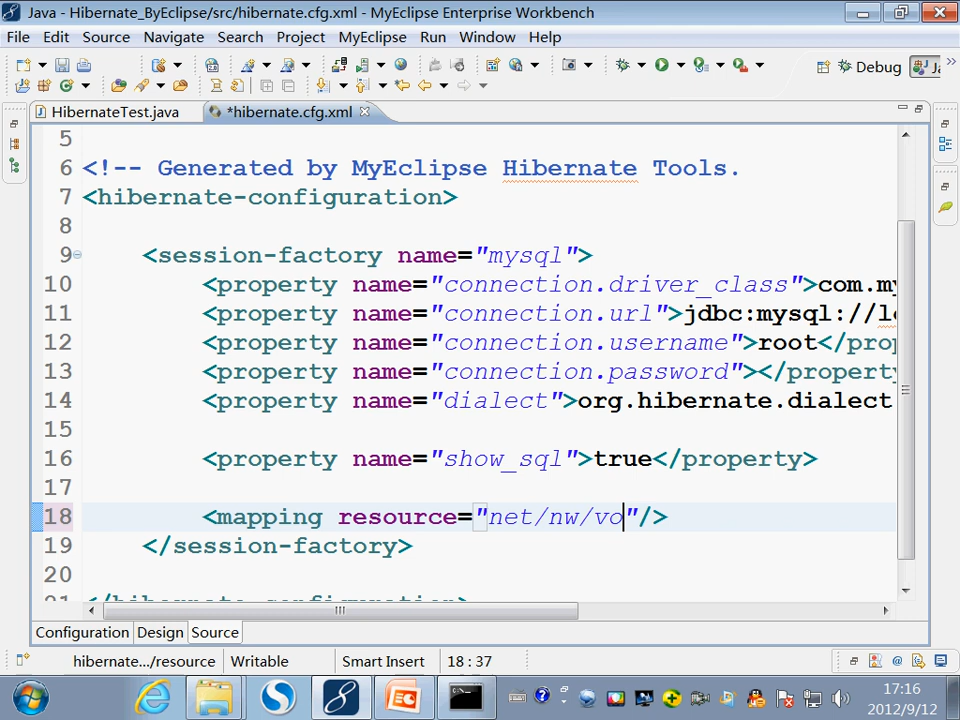 Java - Hibernate_ByEclipse/src/hibernate.cfg.xml - MyEclipse Enterprise Workbench
File Edit Source Navigate Search Project MyEclipse Run Window Help
Debug
HibernateTest.java *hibernate.cfg.xml
5
6 <!-- Generated by MyEclipse Hibernate Tools.
7 <hibernate-configuration>
8
9 <session-factory name="mysql">
10 <property name="connection.driver_class">com.my
11 <property name="connection.url">jdbc:mysql://lo
12 <property name="connection.username">root</prop
13 <property name="connection.password"></property
14 <property name="dialect">org.hibernate.dialect
15
16 <property name="show_sql">true</property>
17
18 <mapping resource="net/nw/vo"/>
19 </session-factory>
20
21 </hibernate-configuration>
Configuration Design Source
hibernate.../resource Writable Smart Insert 18 : 37
17:16
2012/9/12